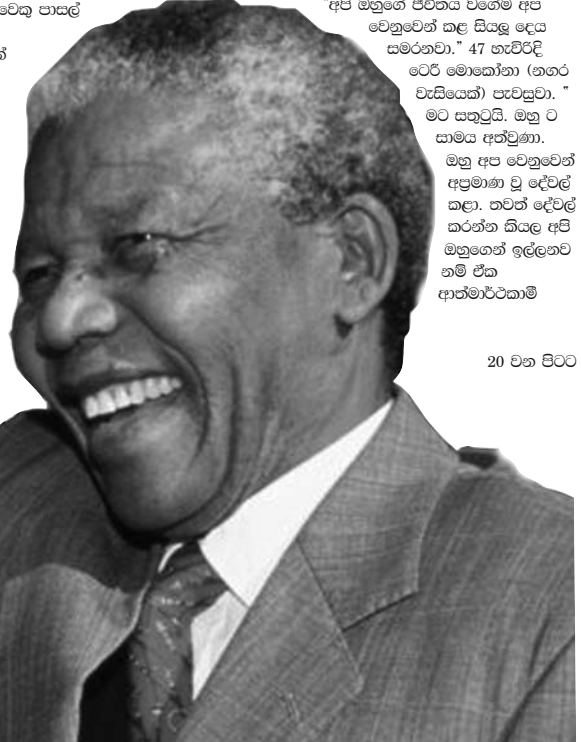 වෙකු පාසල්
"අපි ඔහුගේ ජීවිතය වගේම අප
වෙනුවෙන් කළ සියලූ දෙය
සමරනවා." 47 හැවිරිදි
ටෙරී මොකෝනා (නගර
වැසියෙක්) පැවසුවා. "
මට සතුටුයි. ඔහු ට
සාමය අත්වුණා.
ඔහු අප වෙනුවෙන්
අප්‍රමාණ වූ දේවල්
කළා. තවත් දේවල්
කරන්න කියල අපි
ඔහුගෙන් ඉල්ලනව
නම් ඒක
ආත්මාර්ථකාමී
20 වන පිටට